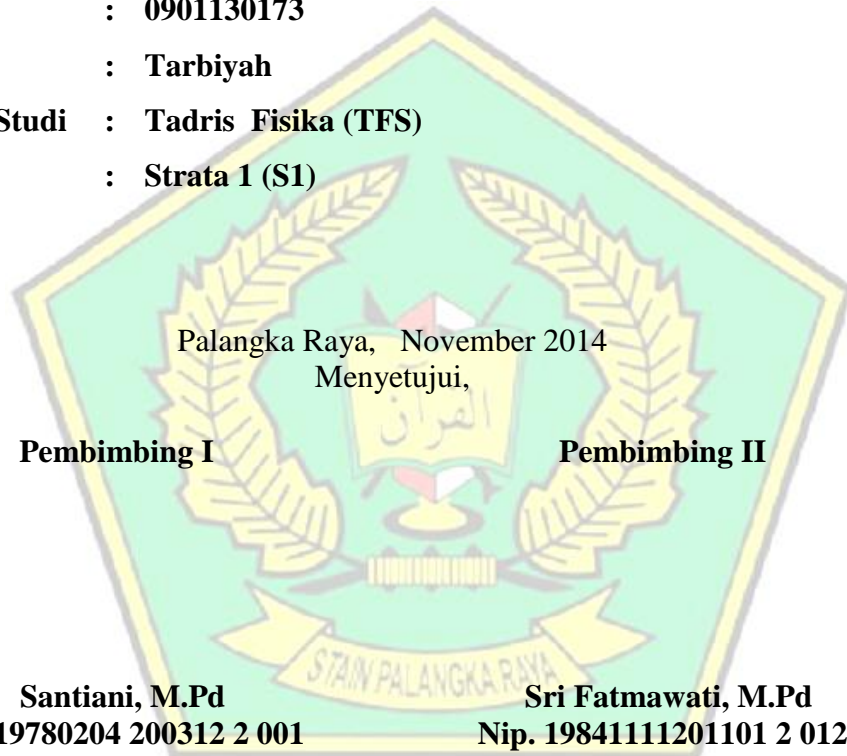 : 0901130173
: Tarbiyah
Studi : Tadris Fisika (TFS)
: Strata 1 (S1)
Palangka Raya, November 2014
Menyetujui,
القرآن
Pembimbing I Pembimbing II
STAIN PALANGKA RAYA
Santiani, M.Pd Sri Fatmawati, M.Pd
19780204 200312 2 001 Nip. 19841111201101 2 012